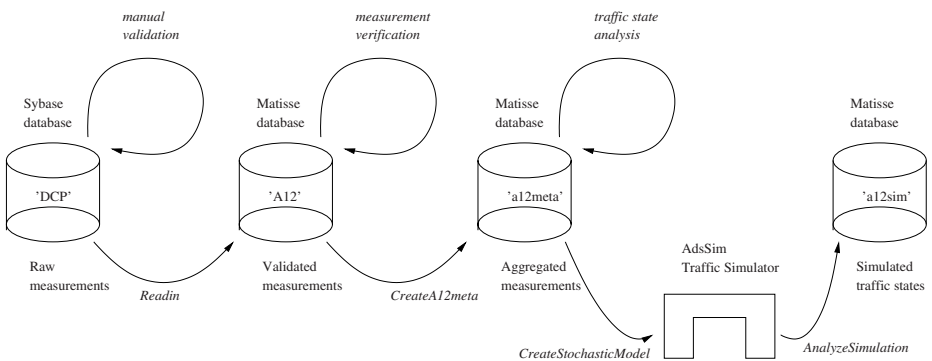 manual
validation
measurement
verification
traffic state
analysis
Sybase
database
Matisse
database
Matisse
database
Matisse
database
'DCP'
'A12'
'a12meta'
'a12sim'
Raw
measurements
Readin
Validated
measurements
CreateA12meta
Aggregated
measurements
CreateStochasticModel
AdsSim
Traffic Simulator
AnalyzeSimulation
Simulated
traffic states